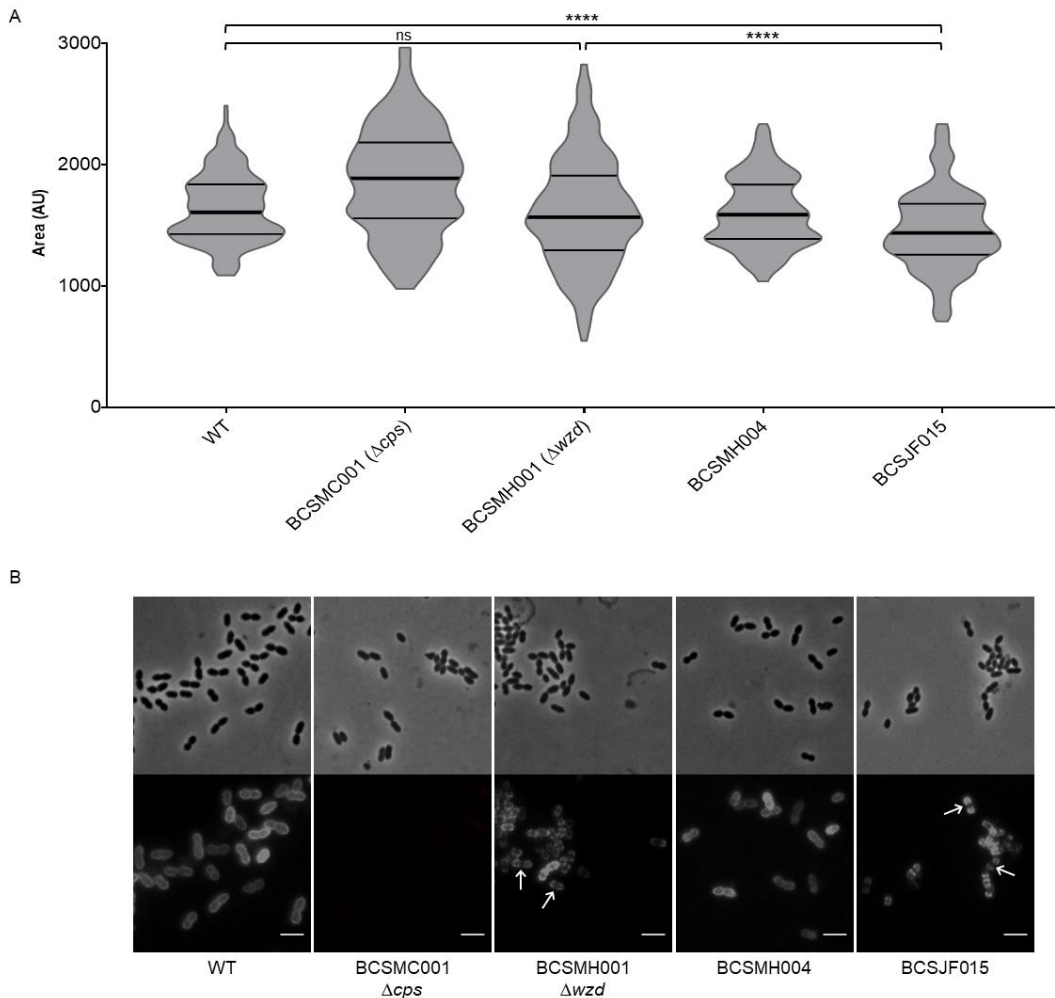 A
****
ns
****
3000
2000
1000
0
Area (AU)
WT
BCSMC001 (Δcps)
BCSMH001 (Δwzd)
BCSMH004
BCSJF015
B
WT
BCSMC001
Δcps
BCSMH001
Δwzd
BCSMH004
BCSJF015